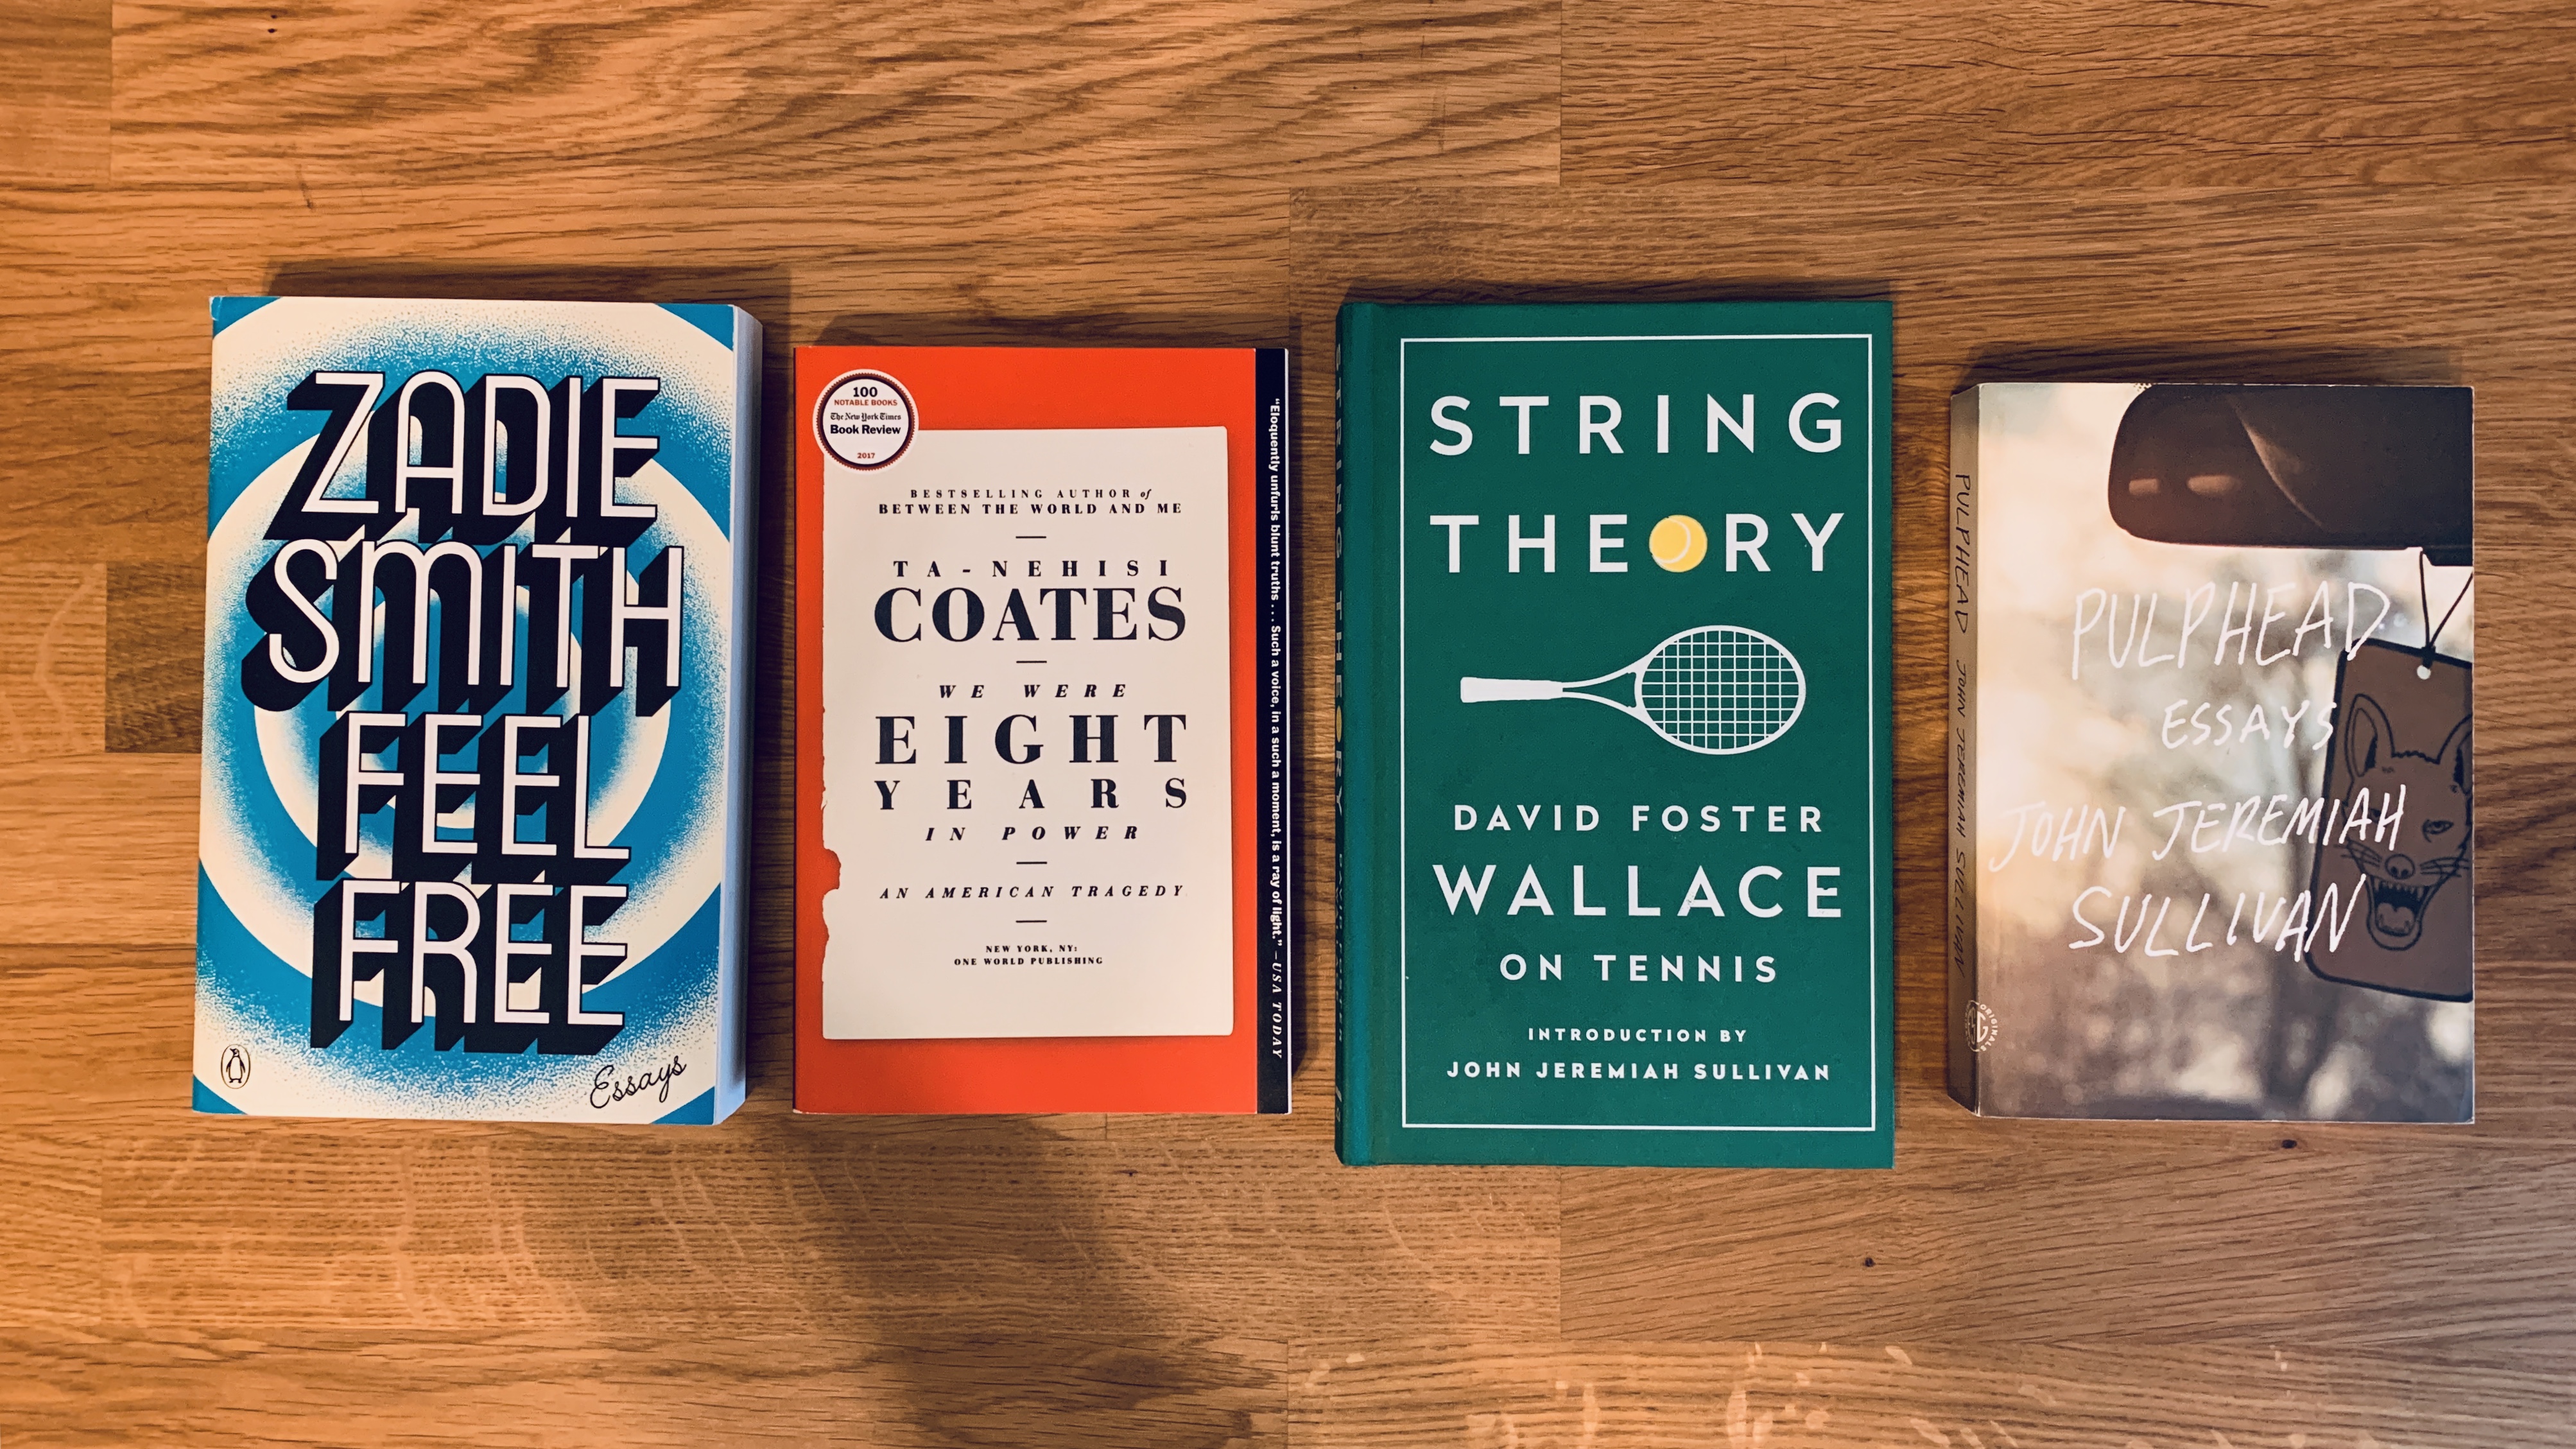 ZADIE
SMITH
FEEL
FREE
Essays
100
NOTABLE BOOKS
The New York Times
Book Review
2017
BESTSELLING AUTHOR of
BETWEEN THE WORLD AND ME
TA-NEHISI
COATES
WE WERE
EIGHT
YEARS
IN POWER
AN AMERICAN TRAGEDY
NEW YORK, NY:
ONE WORLD PUBLISHING
"Eloquently unfurls blunt truths . . . Such a voice, in a such a moment, is a ray of light." —USA TODAY
STRING THEORY
STRING
THEORY
DAVID FOSTER
WALLACE
ON TENNIS
INTRODUCTION BY
JOHN JEREMIAH SULLIVAN
PULPHEAD JOHN JEREMIAH SULLIVAN
ORIGINALS
PULPHEAD
ESSAYS
JOHN JEREMIAH
SULLIVAN